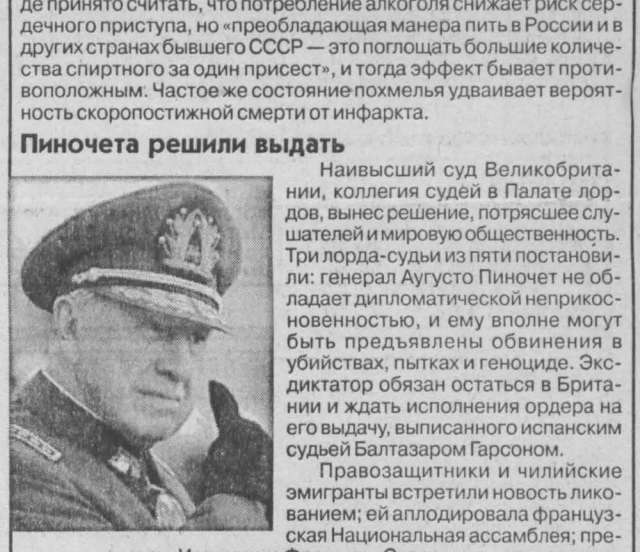 де принято считать, что потребление алкоголя снижает риск сер-
дечного приступа, но «преобладающая манера пить в России и в
других странах бывшего СССР — это поглощать большие количе-
ства спиртного за один присест», и тогда эффект бывает проти-
воположным. Частое же состояние похмелья удваивает вероят-
ность скоропостижной смерти от инфаркта.
Пиночета решили выдать
Наивысший суд Великобрита-
нии, коллегия судей в Палате лор-
дов, вынес решение, потрясшее слу-
шателей и мировую общественность.
Три лорда-судьи из пяти постанови-
ли: генерал Аугусто Пиночет не об-
ладает дипломатической неприкос-
новенностью, и ему вполне могут
быть предъявлены обвинения в
убийствах, пытках и геноциде. Экс-
диктатор обязан остаться в Брита-
нии и ждать исполнения ордера на
его выдачу, выписанного испанским
судьей Балтазаром Гарсоном.
Правозащитники и чилийские
эмигранты встретили новость лико-
ванием; ей аплодировала француз-
ская Национальная ассамблея; пре-